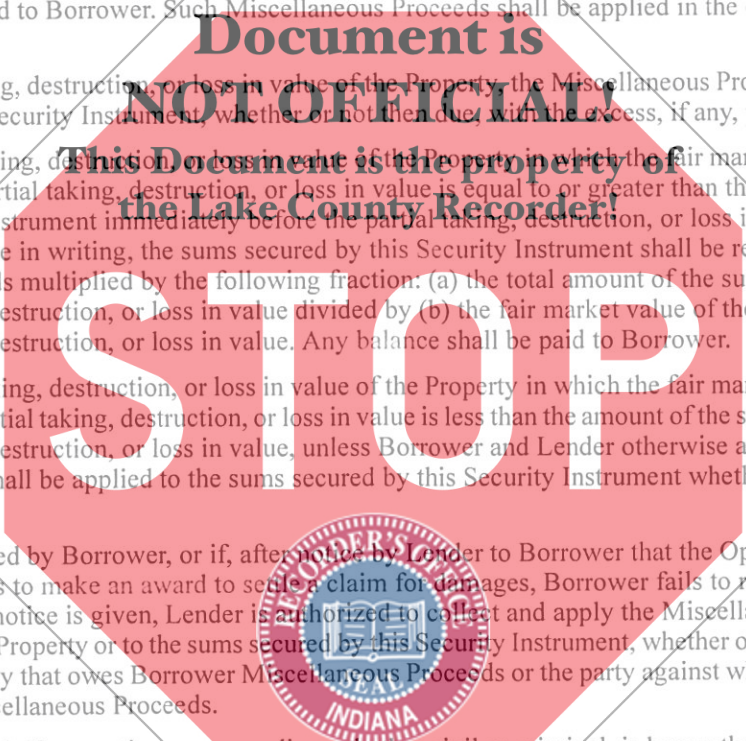 d to Borrower. Such Miscellaneous Proceeds shall be applied in the
Document is
g, destruction, or loss in value of the Property, the Miscellaneous Pro
NOT OFFICIAL!
ecurity Instrument, whether or not then due, with the excess, if any,
ing, destruction, or loss in value of the Property in which the fair mar
This Document is the property of
rtial taking, destruction, or loss in value is equal to or greater than th
the Lake County Recorder!
strument immediately before the partial taking, destruction, or loss i
e in writing, the sums secured by this Security Instrument shall be re
s multiplied by the following fraction: (a) the total amount of the su
estruction, or loss in value divided by (b) the fair market value of the
estruction, or loss in value. Any balance shall be paid to Borrower.
STOP
ing, destruction, or loss in value of the Property in which the fair mar
tial taking, destruction, or loss in value is less than the amount of the s
estruction, or loss in value, unless Borrower and Lender otherwise a
all be applied to the sums secured by this Security Instrument wheth
ed by Borrower, or if, after notice by Lender to Borrower that the Op
s to make an award to settle a claim for damages, Borrower fails to r
notice is given, Lender is authorized to collect and apply the Miscella
Property or to the sums secured by this Security Instrument, whether o
y that owes Borrower Miscellaneous Proceeds or the party against w
ellaneous Proceeds.
RECORDER'S OFFICE
SEAL
INDIANA